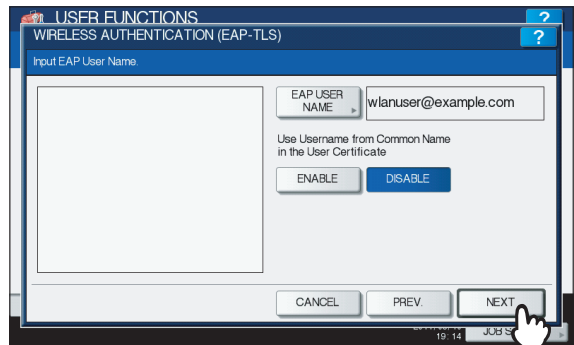 USER FUNCTIONS
?
WIRELESS AUTHENTICATION (EAP-TLS)
?
Input EAP User Name.
EAP USER
NAME
wlanuser@example.com
Use Username from Common Name
in the User Certificate
ENABLE
DISABLE
CANCEL
PREV.
NEXT
19: 14
JOB S